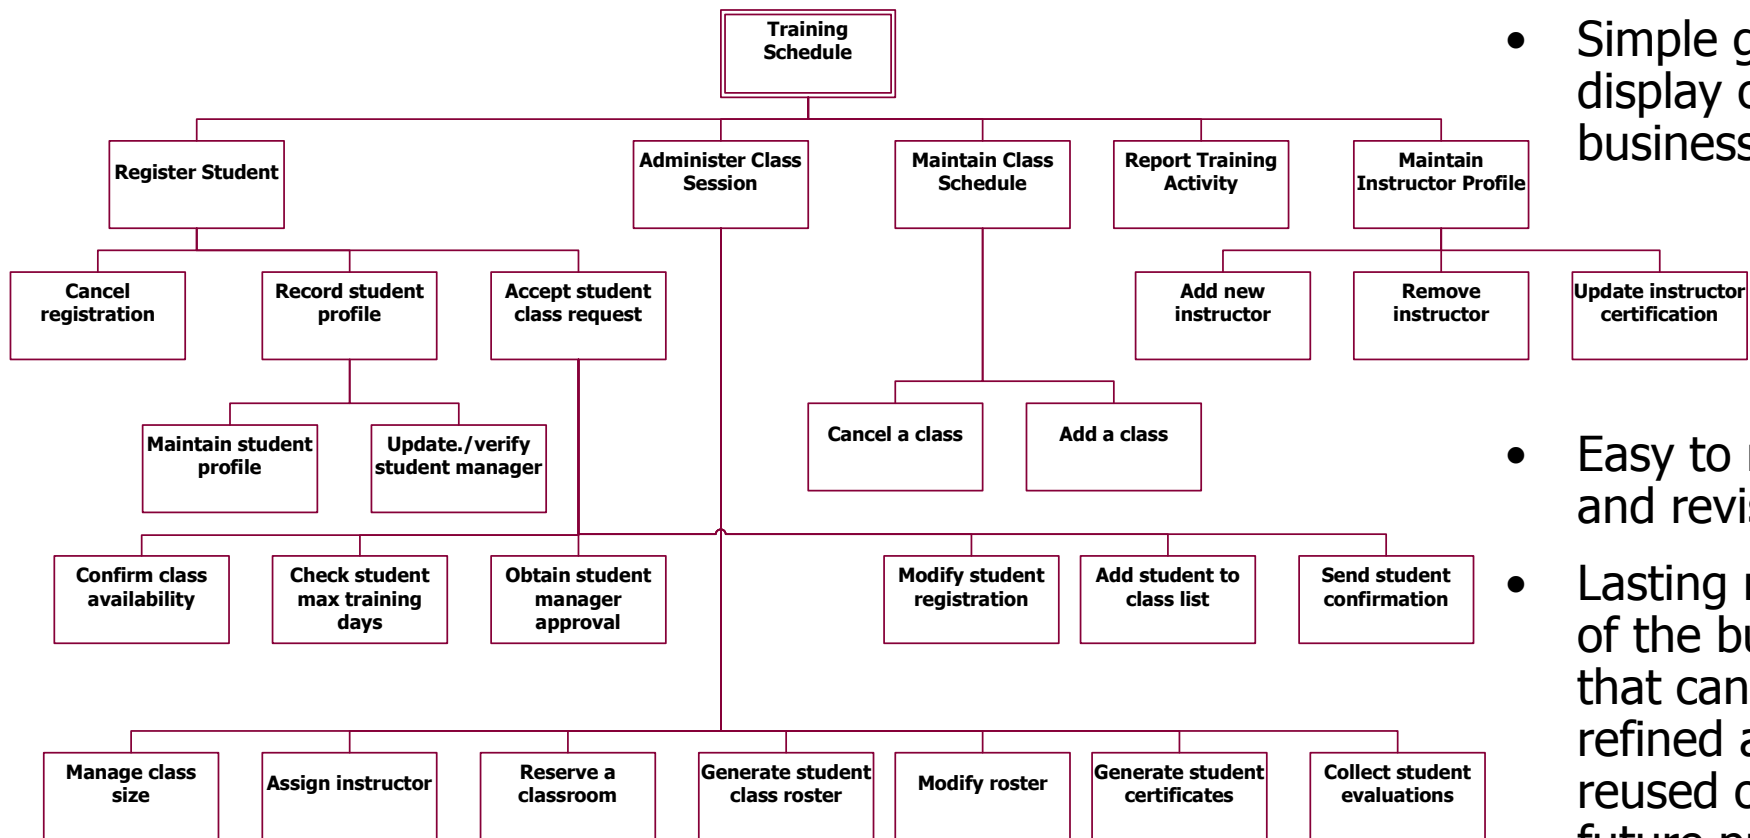 Training
Schedule
Register Student
Administer Class
Session
Maintain Class
Schedule
Report Training
Activity
Maintain
Instructor Profile
Cancel
registration
Record student
profile
Accept student
class request
Add new
instructor
Remove
instructor
Update instructor
certification
Maintain student
profile
Update./verify
student manager
Cancel a class
Add a class
Confirm class
availability
Check student
max training
days
Obtain student
manager
approval
Modify student
registration
Add student to
class list
Send student
confirmation
Manage class
size
Assign instructor
Reserve a
classroom
Generate student
class roster
Modify roster
Generate student
certificates
Collect student
evaluations
• Simple
display
business
• Easy to
and
• Lasting
of the
that can
refined
reused